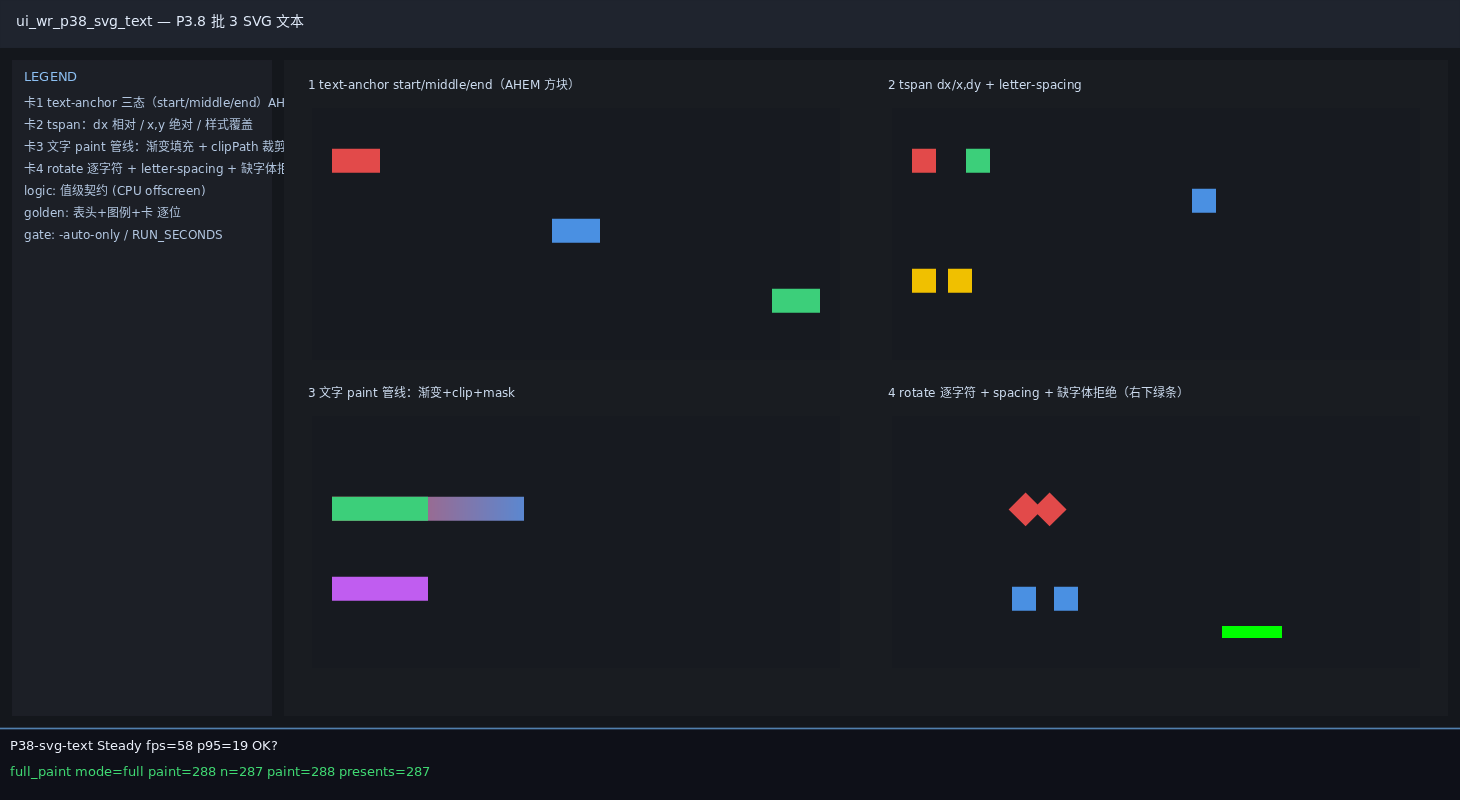 ui_wr_p38_svg_text — P3.8 批 3 SVG 文本
LEGEND
卡1 text-anchor 三态（start/middle/end）AH
卡2 tspan：dx 相对 / x,y 绝对 / 样式覆盖
卡3 文字 paint 管线：渐变填充 + clipPath 裁剪
卡4 rotate 逐字符 + letter-spacing + 缺字体拒
logic: 值级契约 (CPU offscreen)
golden: 表头+图例+卡 逐位
gate: -auto-only / RUN_SECONDS
1 text-anchor start/middle/end（AHEM 方块）
2 tspan dx/x,dy + letter-spacing
3 文字 paint 管线：渐变+clip+mask
4 rotate 逐字符 + spacing + 缺字体拒绝（右下绿条）
P38-svg-text Steady fps=58 p95=19 OK?
full_paint mode=full paint=288 n=287 paint=288 presents=287